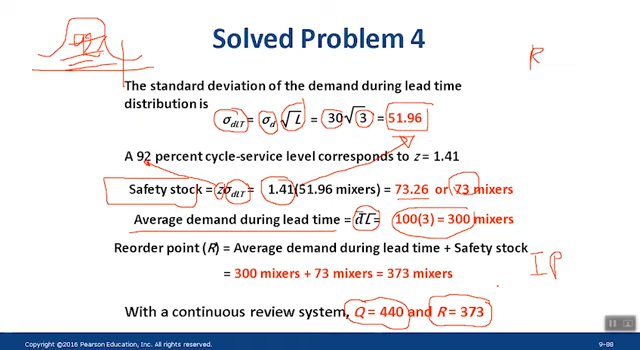 Solved Problem 4
R
The standard deviation of the demand during lead time
distribution is
σdLT = σd √L = 30√3 = 51.96
A 92 percent cycle-service level corresponds to z = 1.41
Safety stock = zσdLT = 1.41(51.96 mixers) = 73.26 or 73 mixers
Average demand during lead time = d̅L = 100(3) = 300 mixers
Reorder point (R) = Average demand during lead time + Safety stock
= 300 mixers + 73 mixers = 373 mixers
IP
With a continuous review system, Q = 440 and R = 373
Copyright ©2016 Pearson Education, Inc. All rights reserved.
9-88